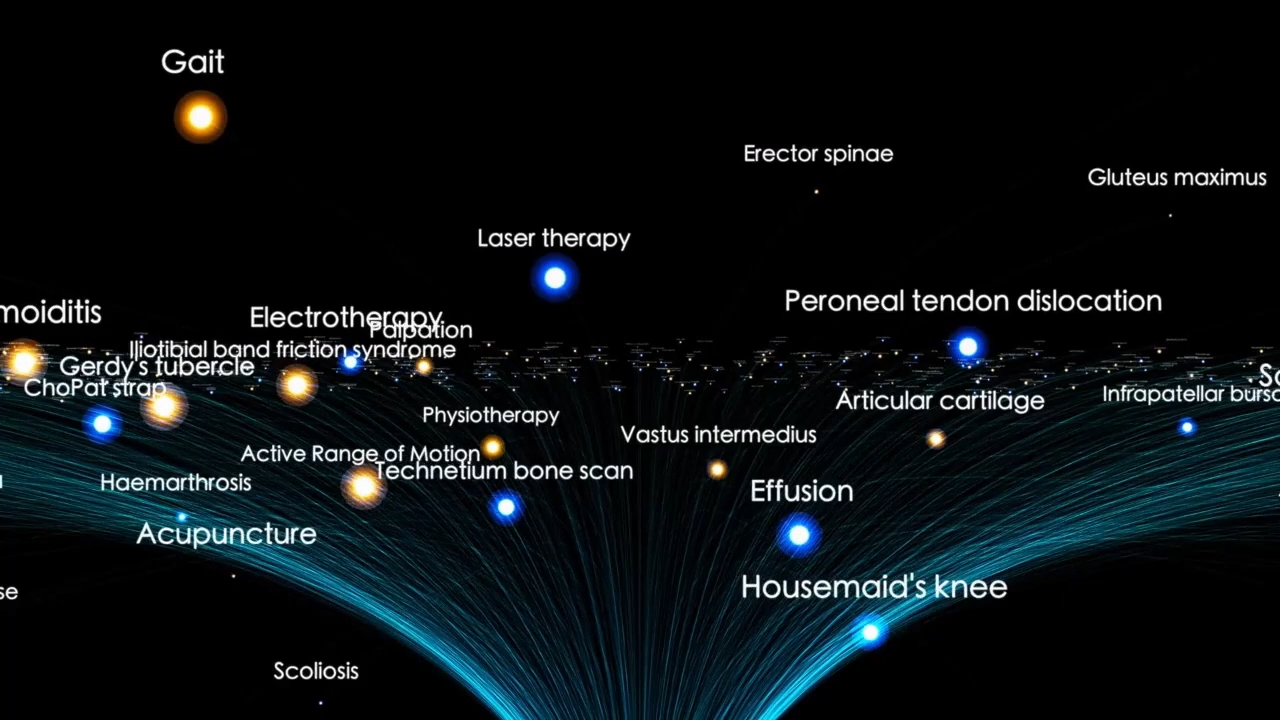 Gait
Erector spinae
Gluteus maximus
Laser therapy
Peroneal tendon dislocation
moiditis
Electrotherapy
Palpation
Iliotibial band friction syndrome
Gerdy's tubercle
ChoPat strap
Infrapatellar bursa
Articular cartilage
Physiotherapy
Vastus intermedius
Active Range of Motion
Technetium bone scan
Haemarthrosis
Effusion
Acupuncture
Housemaid's knee
se
Scoliosis